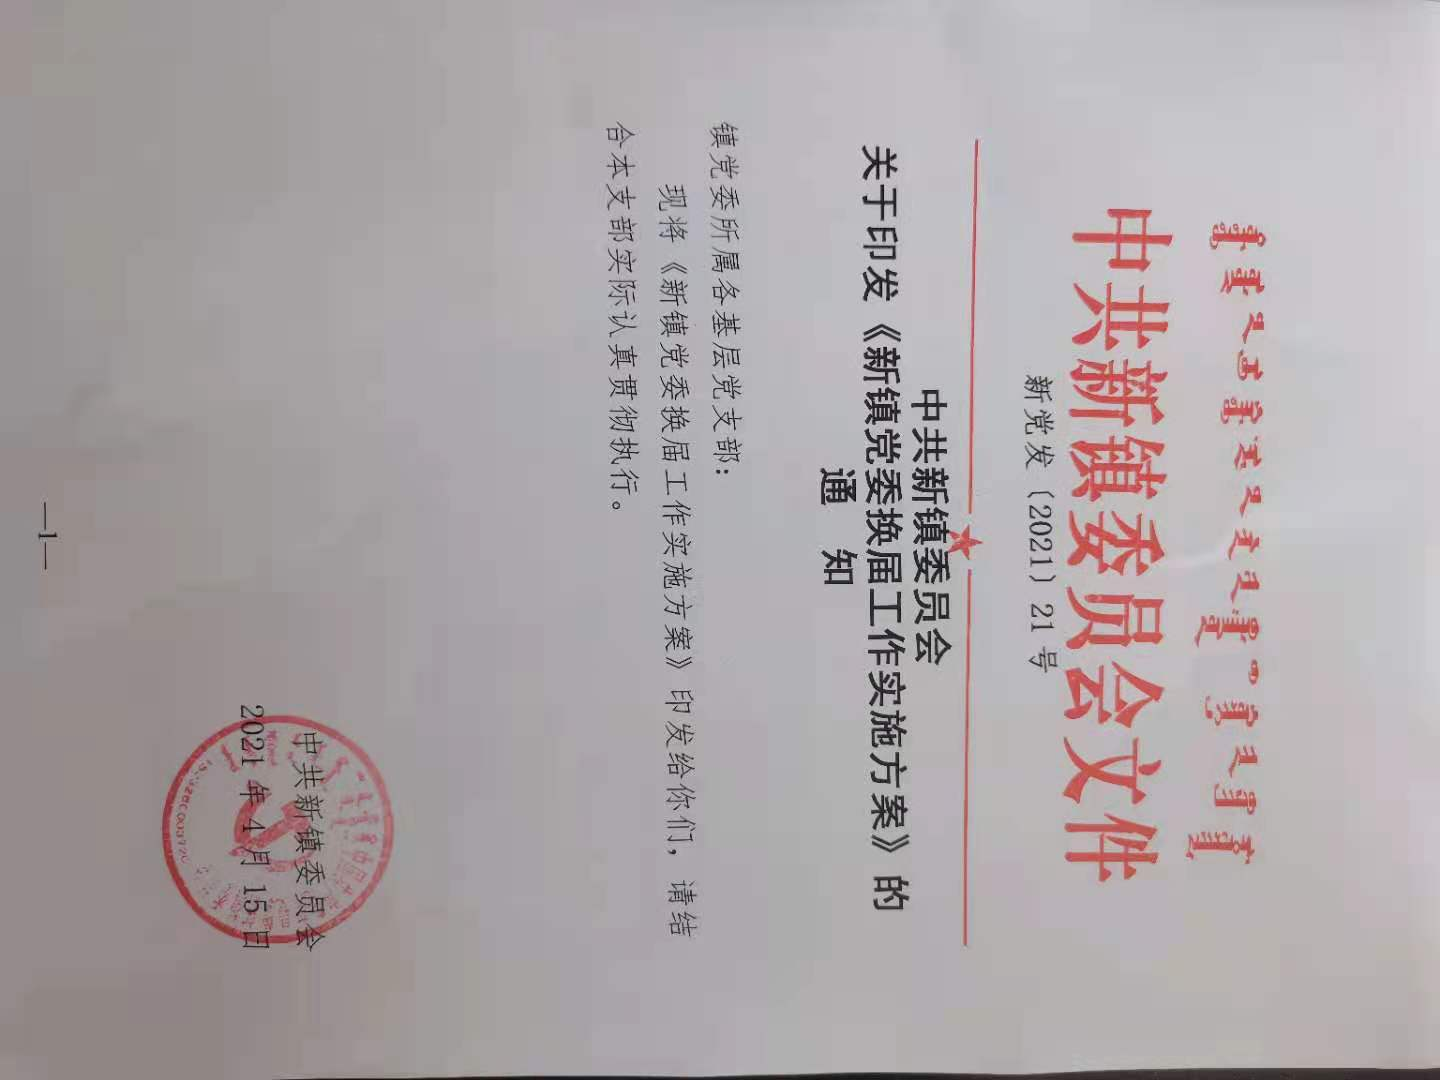 中共新镇委员会文件
新党发〔2021〕21号
中共新镇委员会
关于印发《新镇党委换届工作实施方案》的
通 知
镇党委所属各基层党支部：
现将《新镇党委换届工作实施方案》印发给你们，请结
合本支部实际认真贯彻执行。
中共新镇委员会
2021年4月15日
—1—